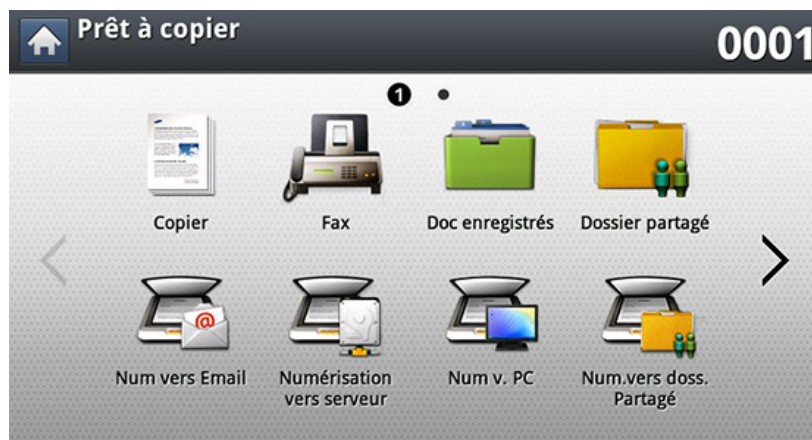 Prêt à copier
0001
1
Copier
Fax
Doc enregistrés
Dossier partagé
@
Num vers Email
Numérisation
vers serveur
Num v. PC
Num.vers doss.
Partagé